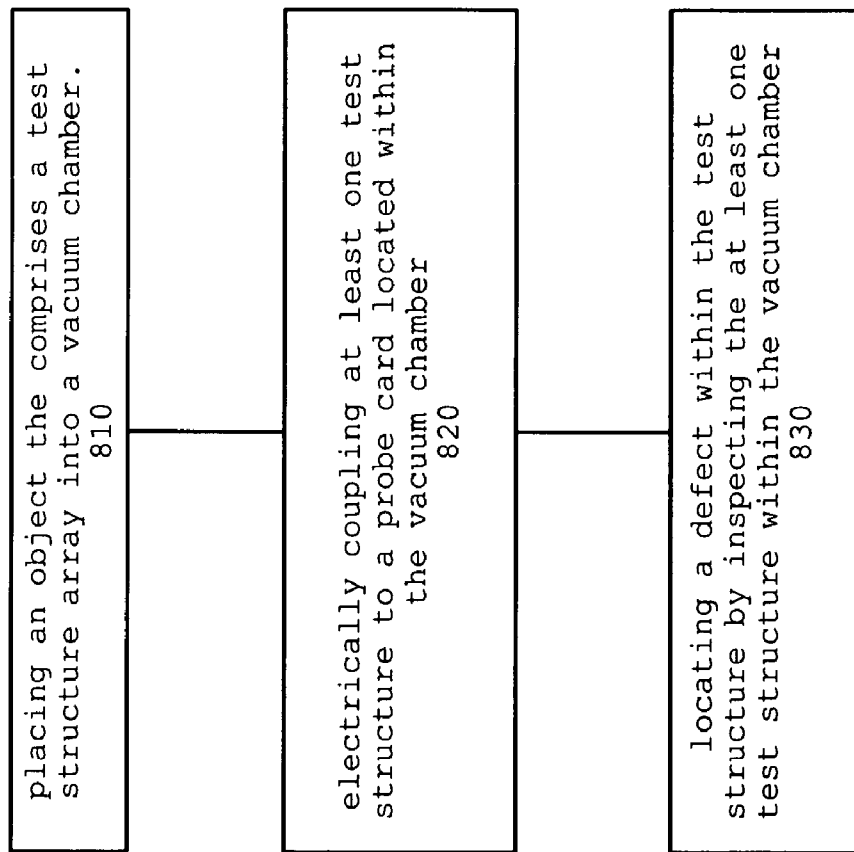 placing an object the comprises a test
structure array into a vacuum chamber.
810
electrically coupling at least one test
structure to a probe card located within
the vacuum chamber
820
locating a defect within the test
structure by inspecting the at least one
test structure within the vacuum chamber
830